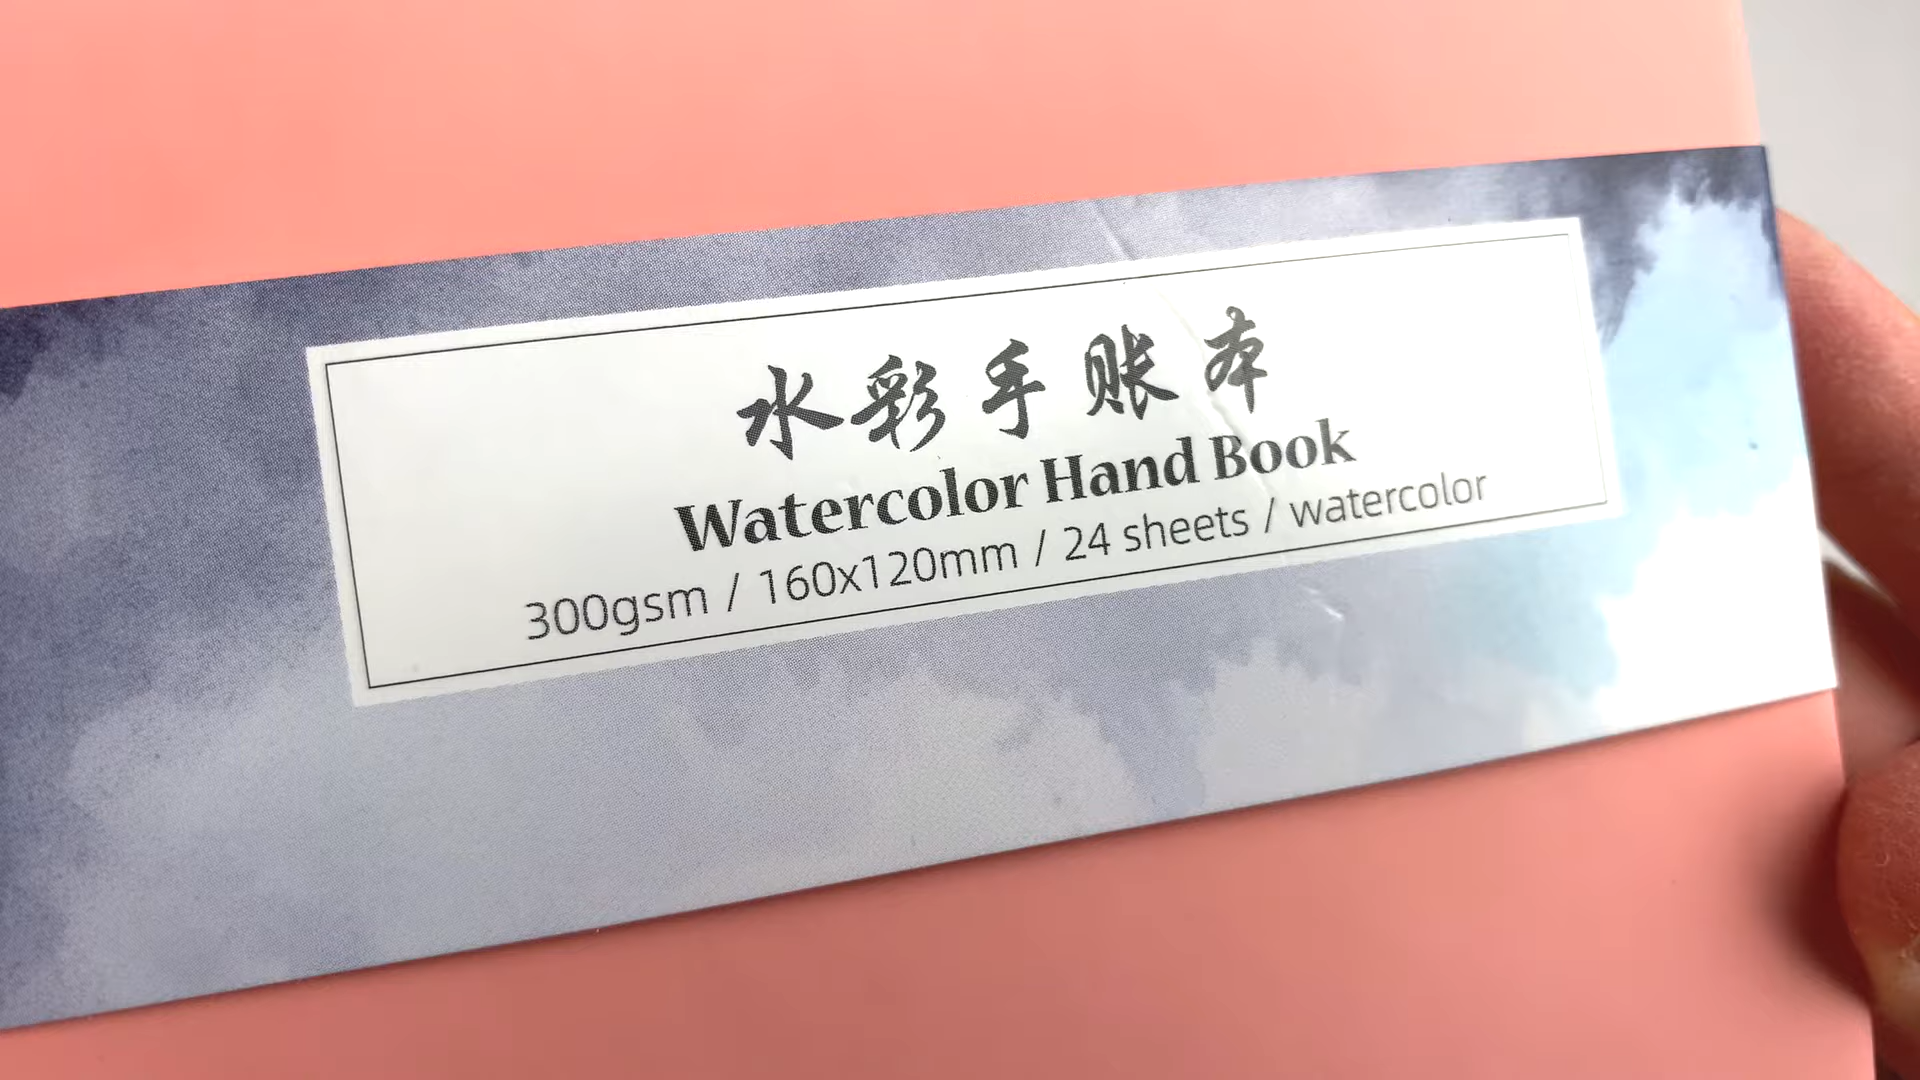 水彩手账本
Watercolor Hand Book
300gsm / 160x120mm / 24 sheets / watercolor